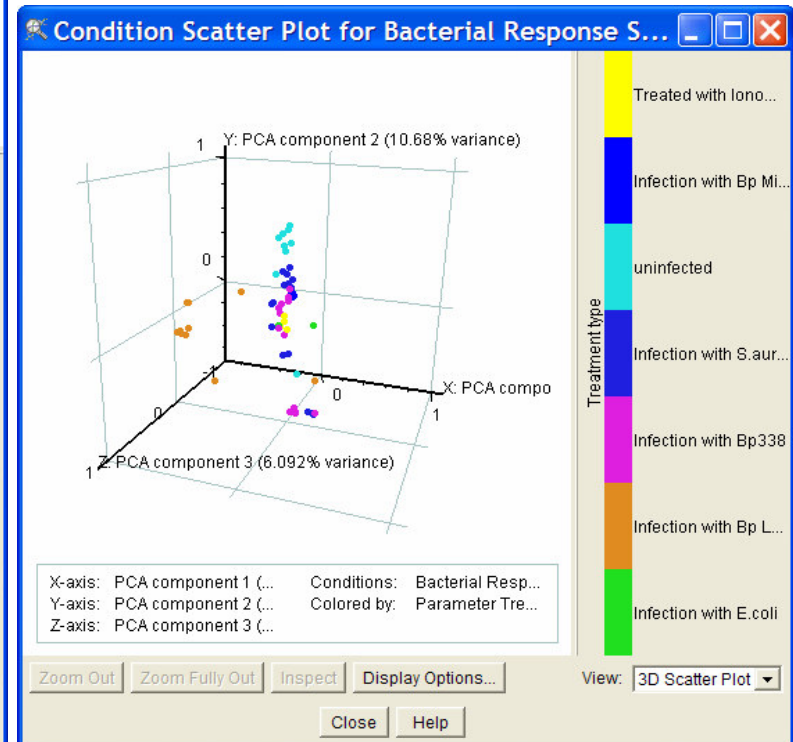 Condition Scatter Plot for Bacterial Response S...
1 Y: PCA component 2 (10.68% variance)
0
-1
0
X: PCA compo
1
0
Z: PCA component 3 (6.092% variance)
1
X-axis: PCA component 1 (... Conditions: Bacterial Resp...
Y-axis: PCA component 2 (... Colored by: Parameter Tre...
Z-axis: PCA component 3 (...
Treatment type
Treated with Iono...
Infection with Bp Mi...
uninfected
Infection with S.aur...
Infection with Bp338
Infection with Bp L...
Infection with E.coli
Zoom Out Zoom Fully Out Inspect Display Options... View: 3D Scatter Plot
Close Help